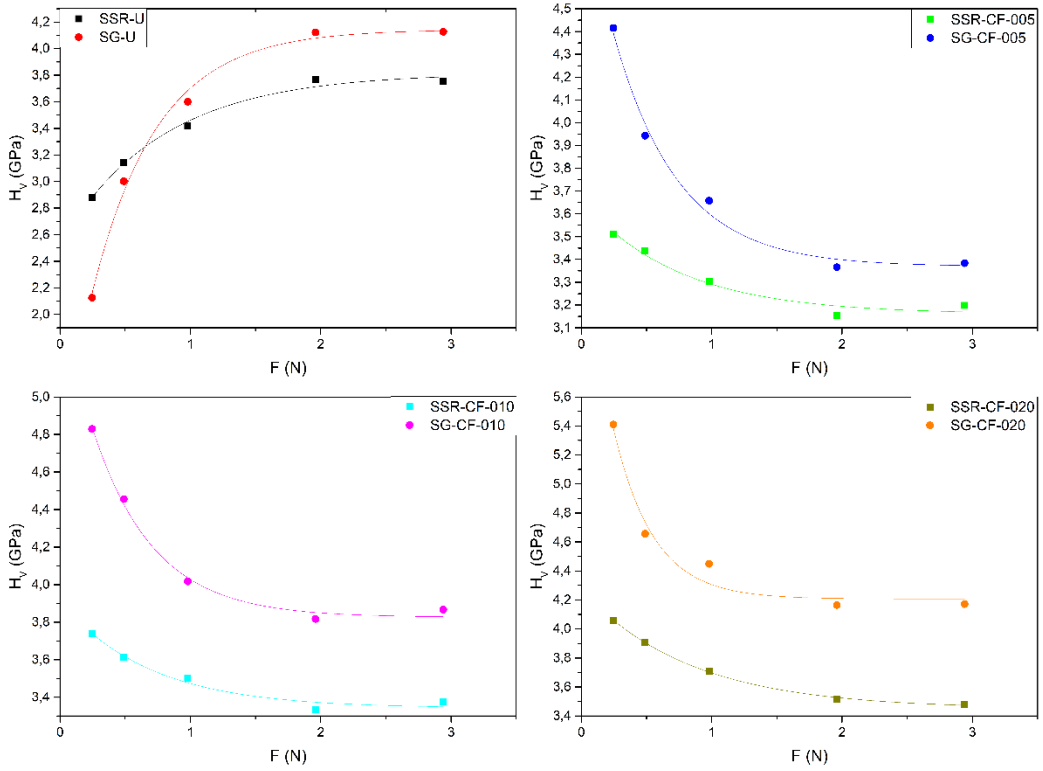 SSR-U
SG-U
4,2
4,0
3,8
3,6
3,4
3,2
3,0
2,8
2,6
2,4
2,2
2,0
H_V (GPa)
0 1 2 3
F (N)
SSR-CF-005
SG-CF-005
4,5
4,4
4,3
4,2
4,1
4,0
3,9
3,8
3,7
3,6
3,5
3,4
3,3
3,2
3,1
H_V (GPa)
0 1 2 3
F (N)
SSR-CF-010
SG-CF-010
5,0
4,8
4,6
4,4
4,2
4,0
3,8
3,6
3,4
H_V (GPa)
0 1 2 3
F (N)
SSR-CF-020
SG-CF-020
5,6
5,4
5,2
5,0
4,8
4,6
4,4
4,2
4,0
3,8
3,6
3,4
H_V (GPa)
0 1 2 3
F (N)